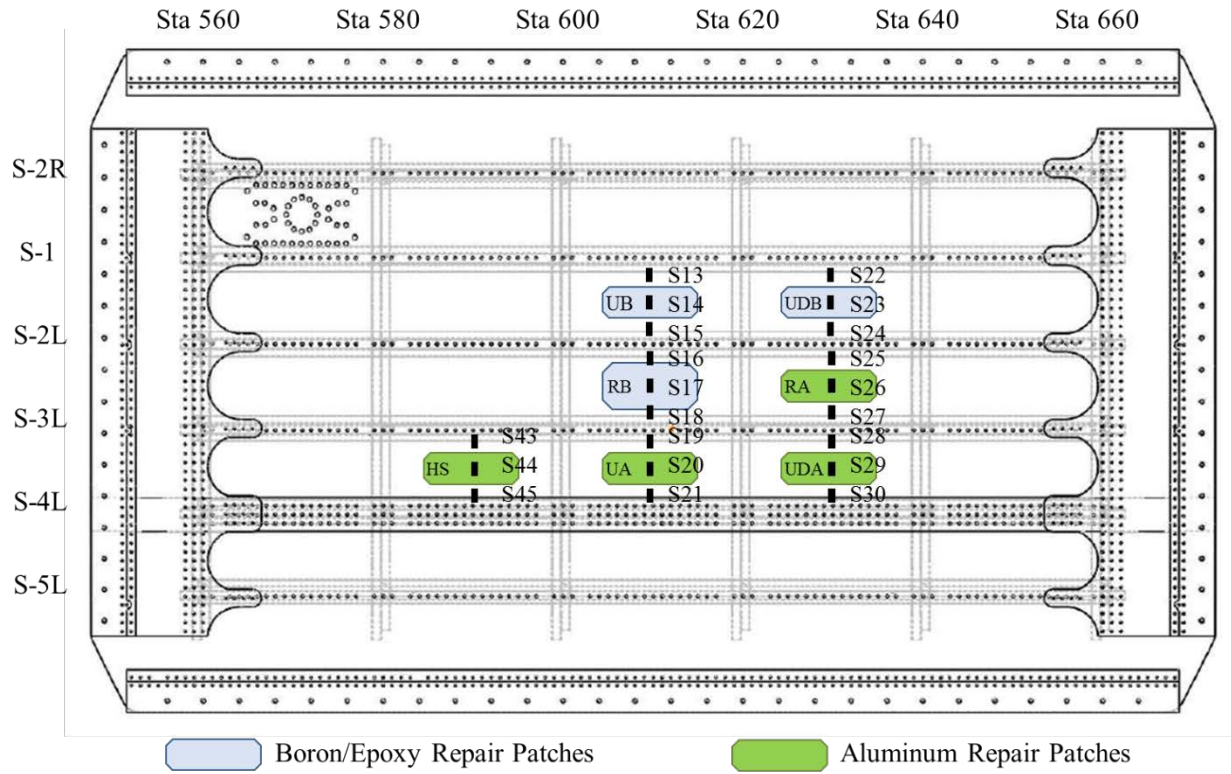 Sta 560 Sta 580 Sta 600 Sta 620 Sta 640 Sta 660
S-2R
S-1
S13 S22
UB S14 UDB S23
S-2L S15 S24
S16 S25
RB S17 RA S26
S-3L S18 S27
S43 S19 S28
HS S44 UA S20 UDA S29
S-4L S45 S21 S30
S-5L
Boron/Epoxy Repair Patches Aluminum Repair Patches